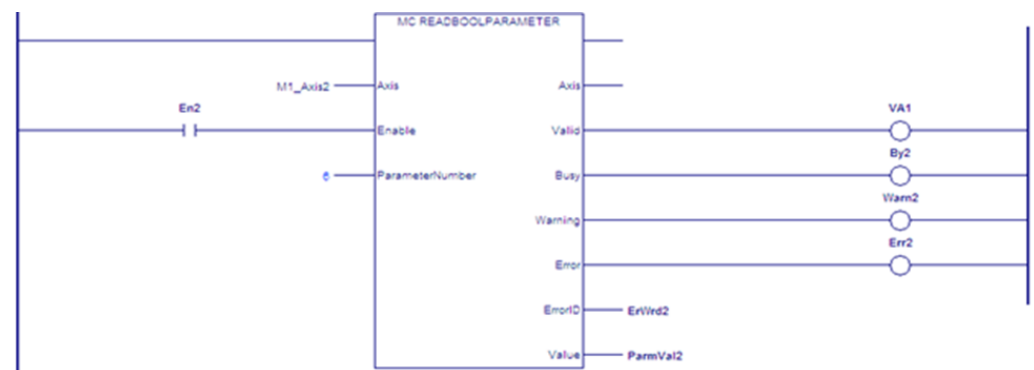 MC READBOOLPARAMETER
M1_Axis2 Axis Axis
En2 VA1
Enable Valid
By2
6 ParameterNumber Busy
Warn2
Warning
Err2
Error
ErrorID ErWrd2
Value ParmVal2